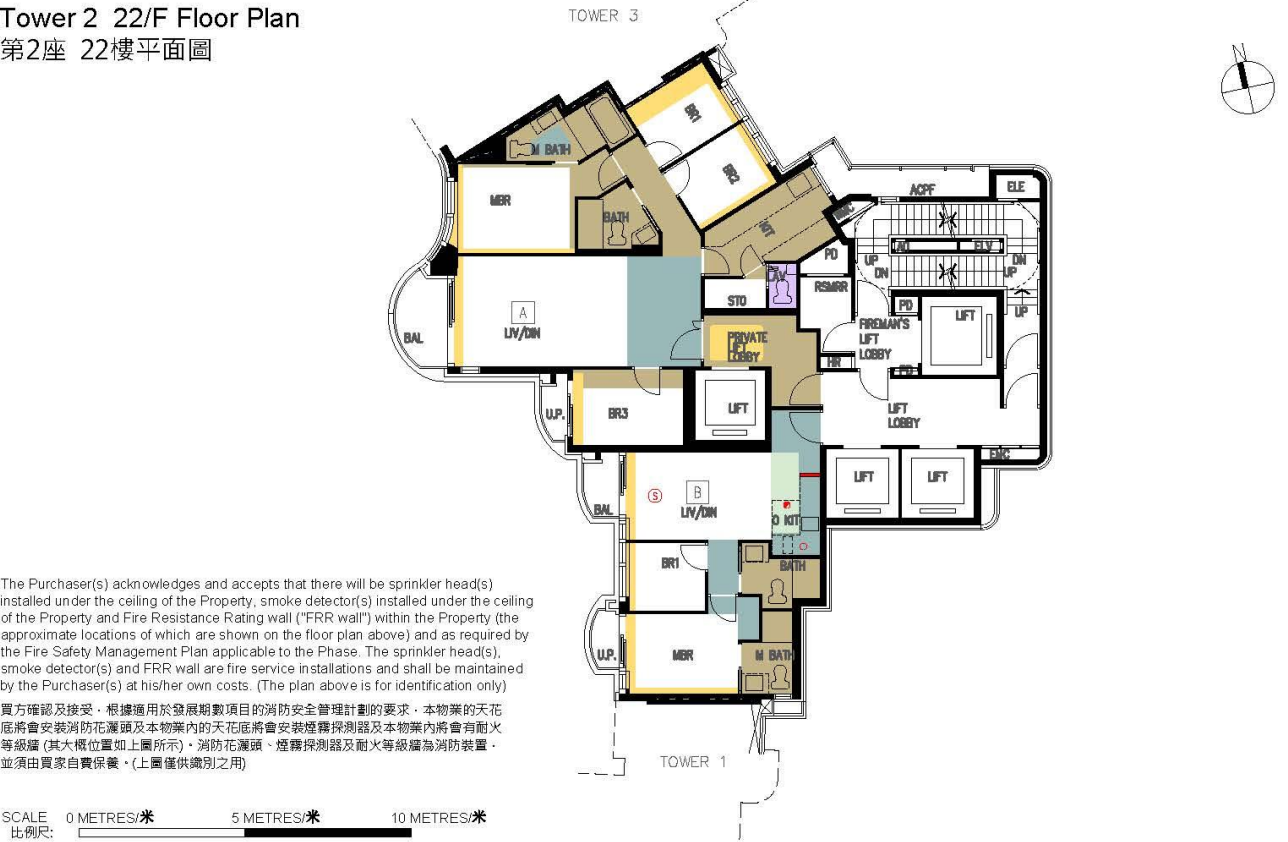 Tower 2 22/F Floor Plan
第2座 22樓平面圖
TOWER 3
N
BR1
M BATH
BR2
MBR
BATH
ACPF
ELE
EMC
KIT
AD
ELV
UP
DN
DN
UP
PD
LAV
RSMRR
STO
PD
LIFT
UP
A
LIV/DIN
BAL
PRIVATE
LIFT
LOBBY
FIREMAN'S
LIFT
LOBBY
HR
PD
U.P.
BR3
LIFT
LIFT
LOBBY
EMC
LIFT
LIFT
S
B
LIV/DIN
BAL
O KIT
BR1
BATH
U.P.
MBR
M BATH
The Purchaser(s) acknowledges and accepts that there will be sprinkler head(s)
installed under the ceiling of the Property, smoke detector(s) installed under the ceiling
of the Property and Fire Resistance Rating wall ("FRR wall") within the Property (the
approximate locations of which are shown on the floor plan above) and as required by
the Fire Safety Management Plan applicable to the Phase. The sprinkler head(s),
smoke detector(s) and FRR wall are fire service installations and shall be maintained
by the Purchaser(s) at his/her own costs. (The plan above is for identification only)
買方確認及接受，根據適用於發展期數項目的消防安全管理計劃的要求，本物業的天花
底將會安裝消防花灑頭及本物業內的天花底將會安裝煙霧探測器及本物業內將會有耐火
等級牆 (其大概位置如上圖所示)。消防花灑頭、煙霧探測器及耐火等級牆為消防裝置，
並須由買家自費保養。(上圖僅供識別之用)
TOWER 1
SCALE 0 METRES/米 5 METRES/米 10 METRES/米
比例尺: